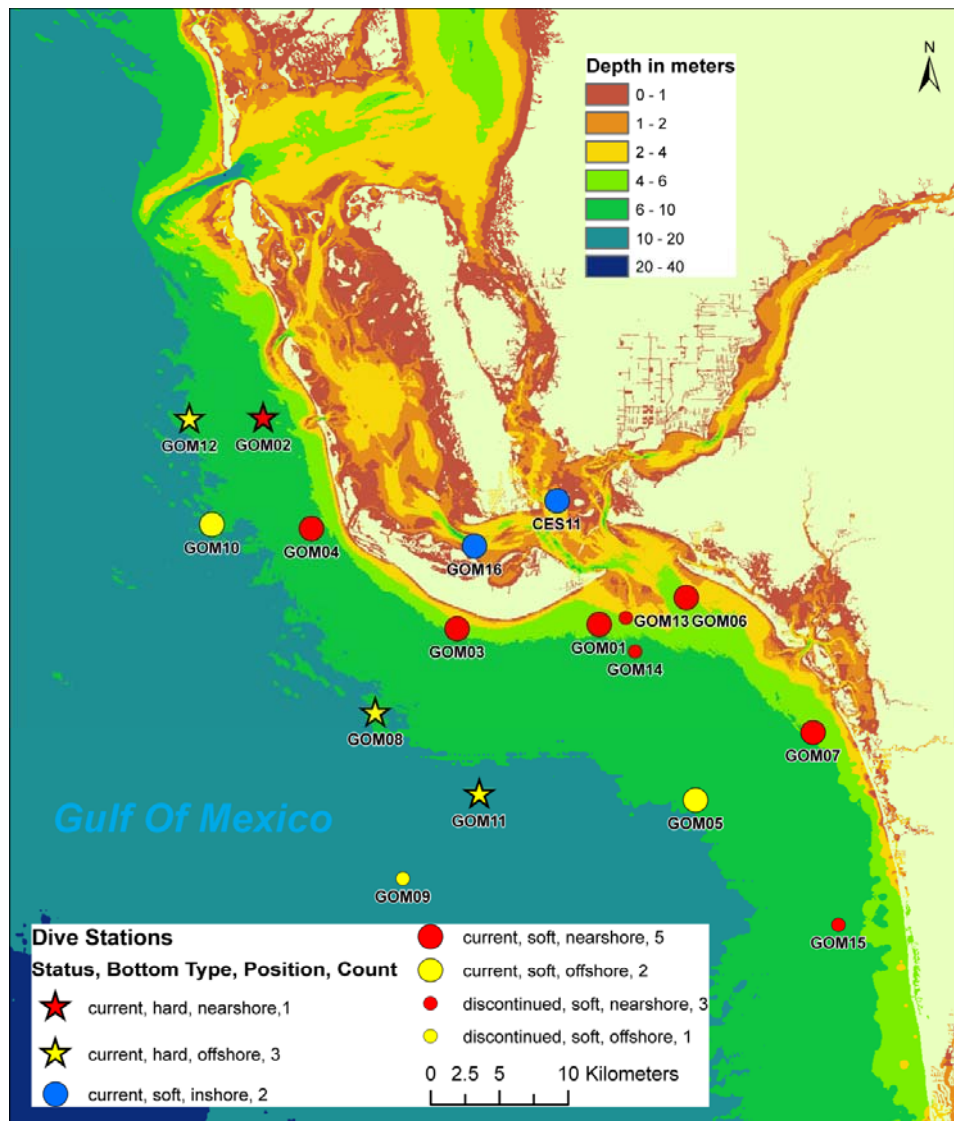 N
Depth in meters
0 - 1
1 - 2
2 - 4
4 - 6
6 - 10
10 - 20
20 - 40
GOM12
GOM02
CES11
GOM10
GOM04
GOM16
GOM13 GOM06
GOM03
GOM01
GOM14
GOM08
GOM07
Gulf Of Mexico
GOM11
GOM05
GOM09
GOM15
Dive Stations
Status, Bottom Type, Position, Count
current, hard, nearshore,1
current, hard, offshore, 3
current, soft, inshore, 2
current, soft, nearshore, 5
current, soft, offshore, 2
discontinued, soft, nearshore, 3
discontinued, soft, offshore, 1
0 2.5 5 10 Kilometers